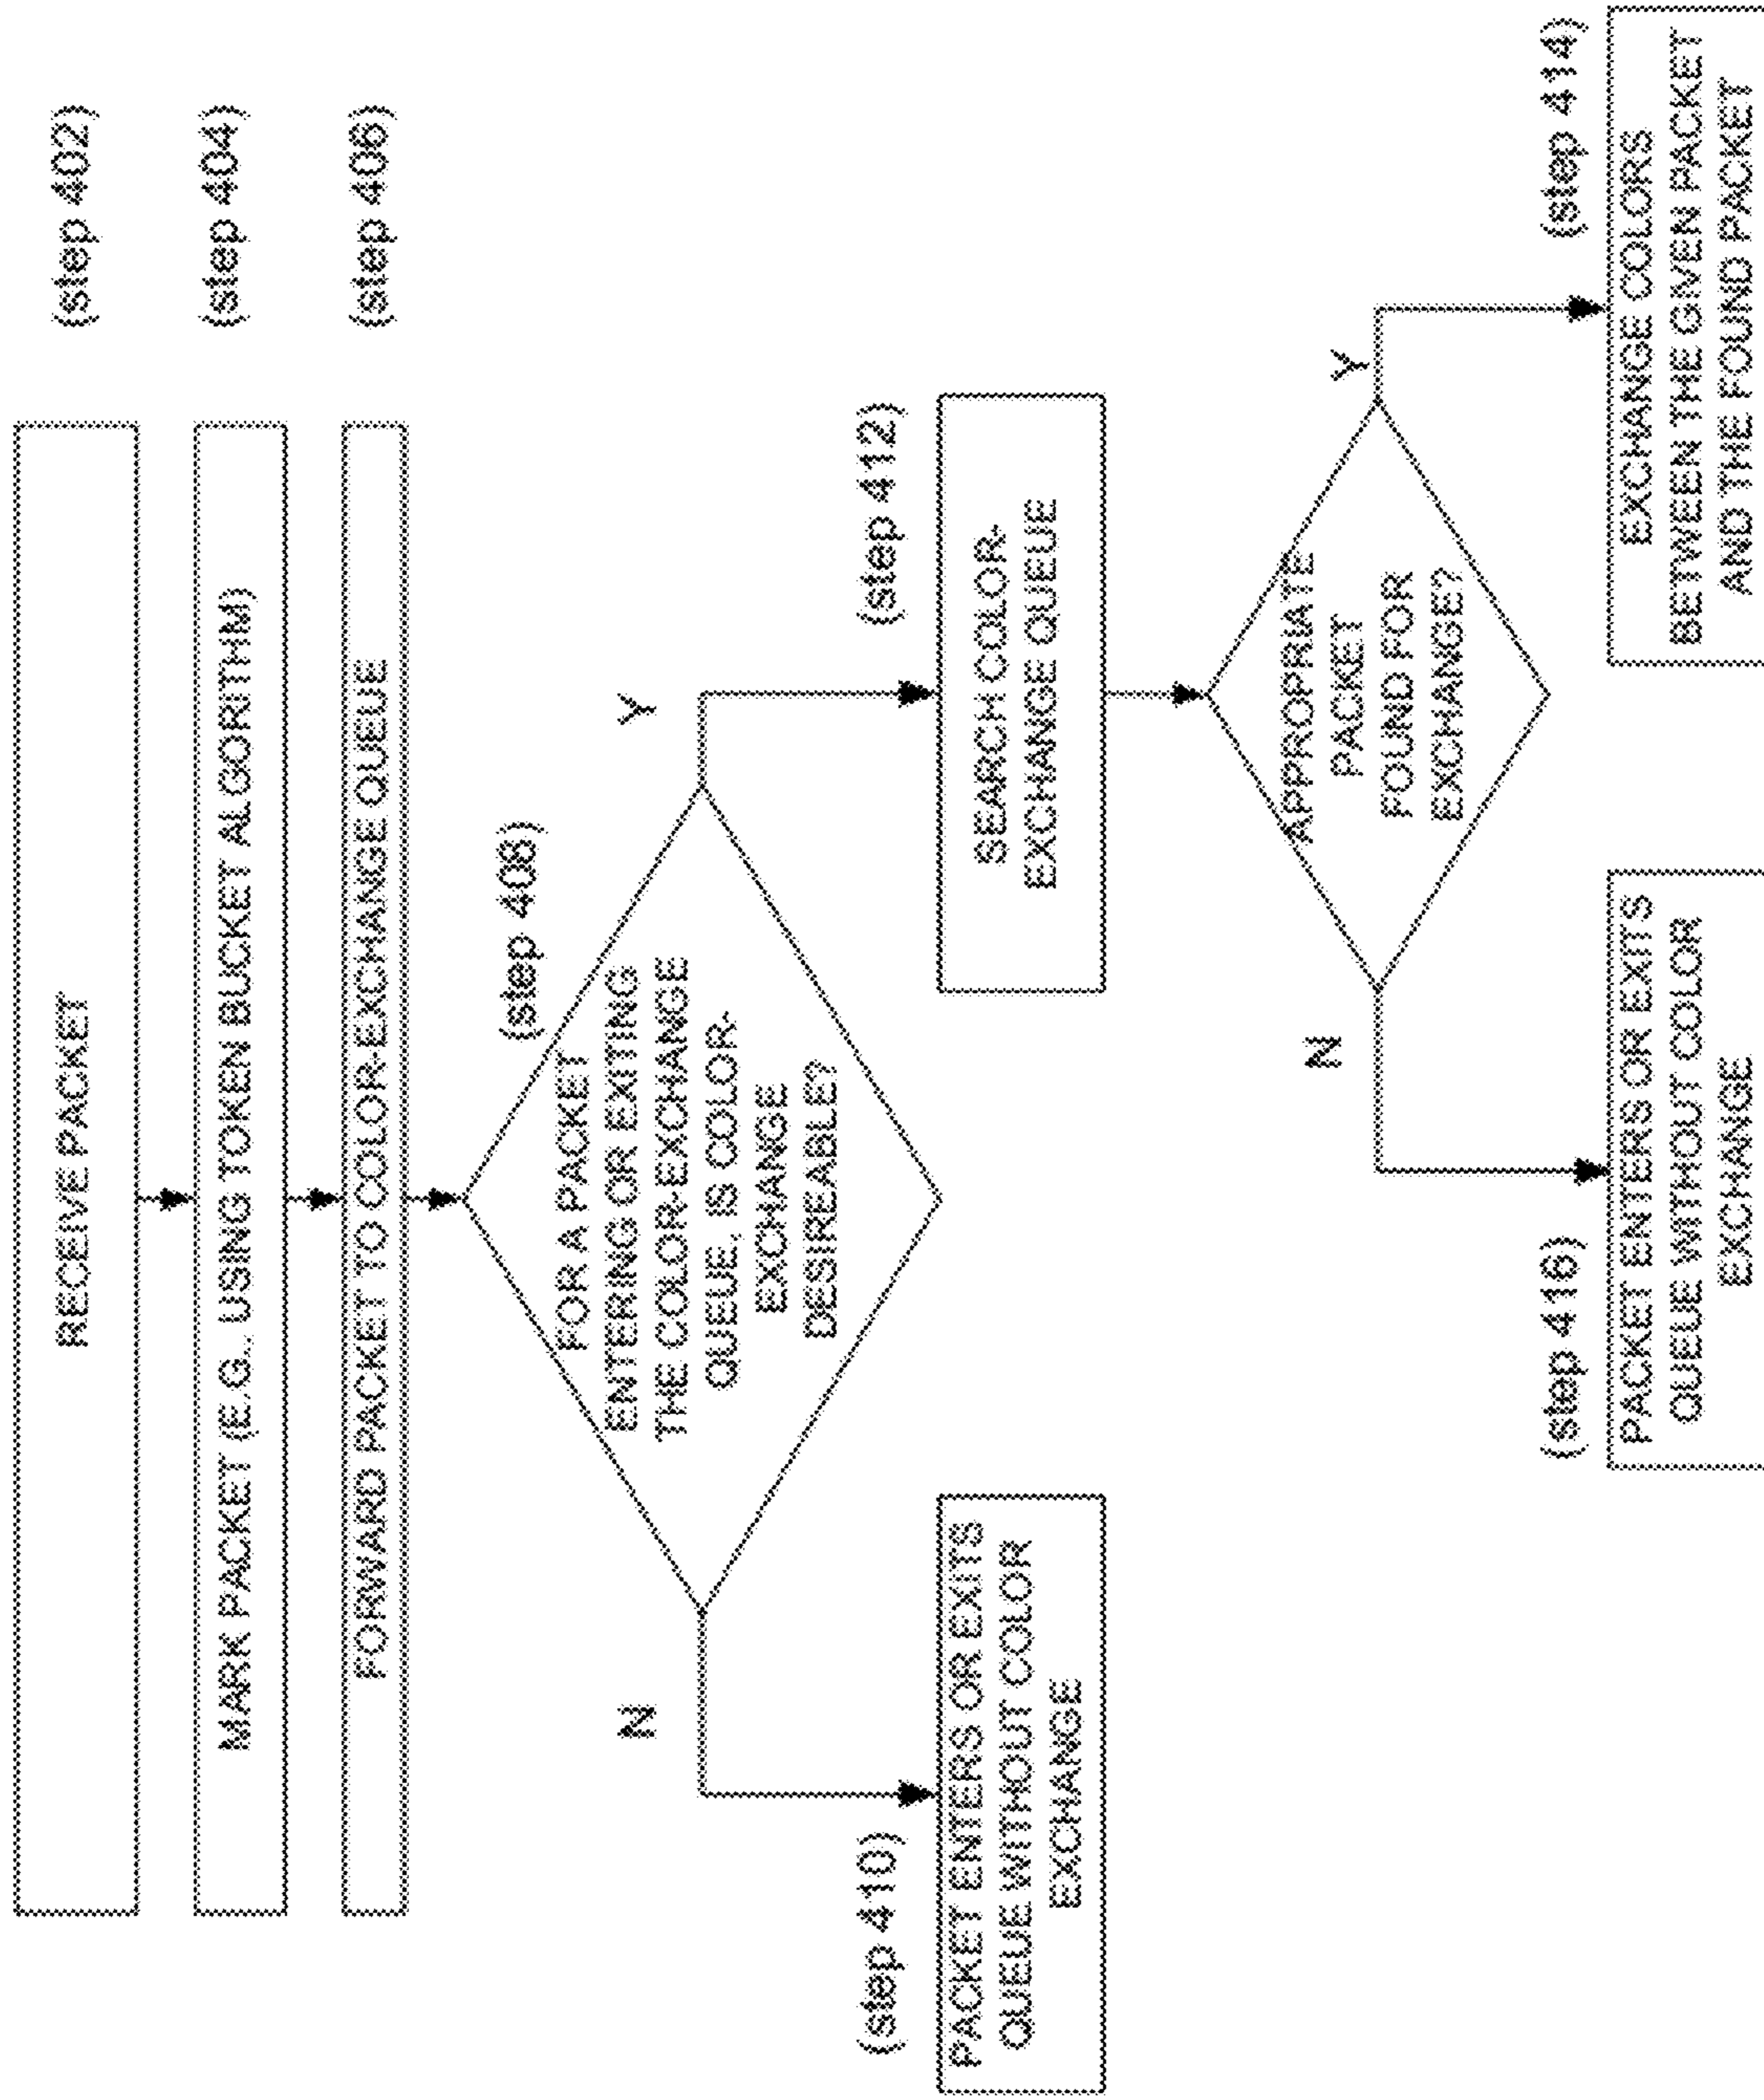 RECEIVE PACKET
(step 402)
MARK PACKET (E.G., USING TOKEN BUCKET ALGORITHM)
(step 404)
FORWARD PACKET TO COLOR-EXCHANGE QUEUE
(step 406)
(step 408)
FOR A PACKET
ENTERING OR EXITING
THE COLOR-EXCHANGE
QUEUE, IS COLOR-
EXCHANGE
DESIREABLE?
N
Y
(step 410)
PACKET ENTERS OR EXITS
QUEUE WITHOUT COLOR
EXCHANGE
(step 412)
SEARCH COLOR-
EXCHANGE QUEUE
APPROPRIATE
PACKET
FOUND FOR
EXCHANGE?
N
Y
(step 416)
PACKET ENTERS OR EXITS
QUEUE WITHOUT COLOR
EXCHANGE
(step 414)
EXCHANGE COLORS
BETWEEN THE GIVEN PACKET
AND THE FOUND PACKET